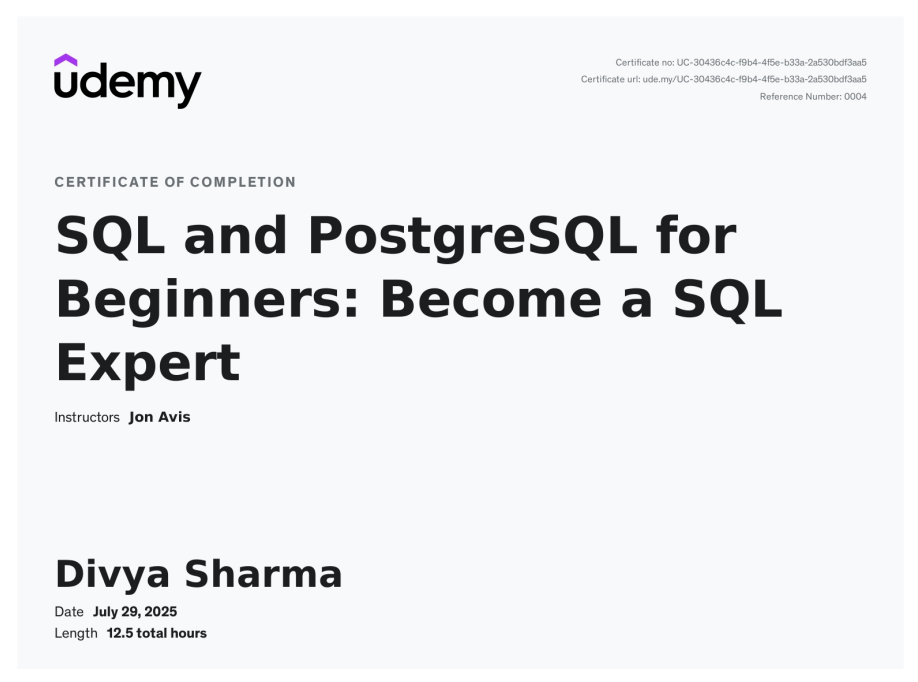 udemy
Certificate no: UC-30436c4c-f9b4-4f5e-b33a-2a530bdf3aa5
Certificate url: ude.my/UC-30436c4c-f9b4-4f5e-b33a-2a530bdf3aa5
Reference Number: 0004
CERTIFICATE OF COMPLETION
SQL and PostgreSQL for
Beginners: Become a SQL
Expert
Instructors Jon Avis
Divya Sharma
Date July 29, 2025
Length 12.5 total hours